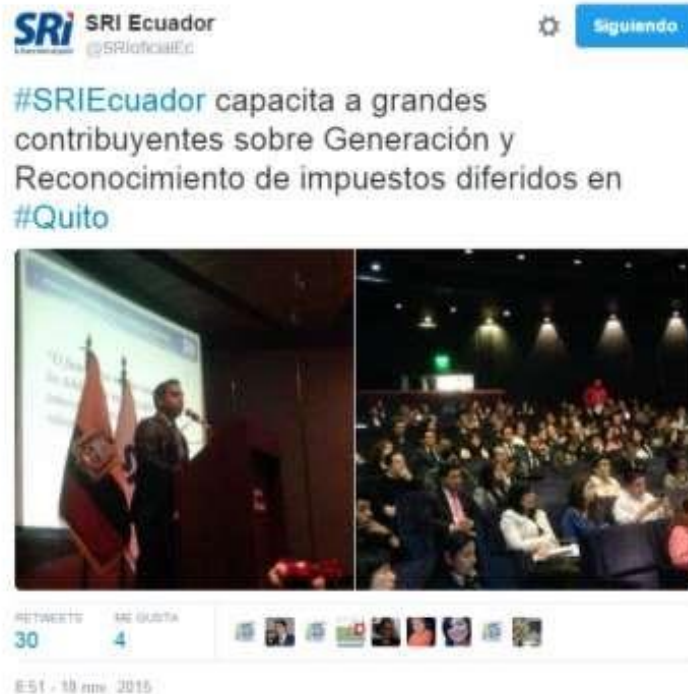 SRi SRI Ecuador
@SRIoficialEc
Siguiendo
#SRIEcuador capacita a grandes
contribuyentes sobre Generación y
Reconocimiento de impuestos diferidos en
#Quito
RETWEETS
30
ME GUSTA
4